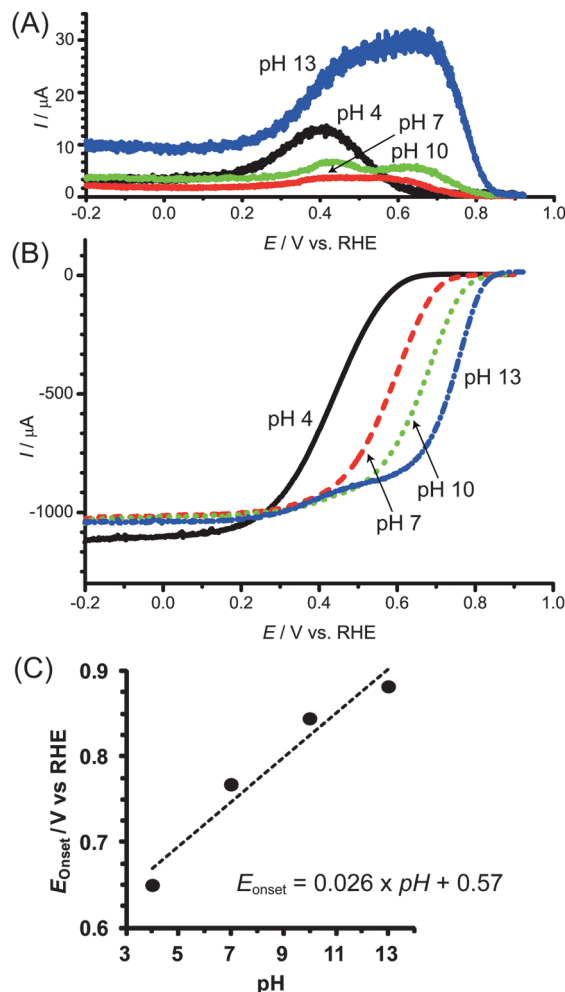 (A)
30
20
10
0
I / μA
pH 13
pH 4
pH 7
pH 10
-0.2 0.0 0.2 0.4 0.6 0.8 1.0
E / V vs. RHE
(B)
0
-500
-1000
I / μA
pH 4
pH 13
pH 10
pH 7
-0.2 0.0 0.2 0.4 0.6 0.8 1.0
E / V vs. RHE
(C)
0.9
0.8
0.7
0.6
EOnset / V vs RHE
Eonset = 0.026 x pH + 0.57
3 5 7 9 11 13
pH